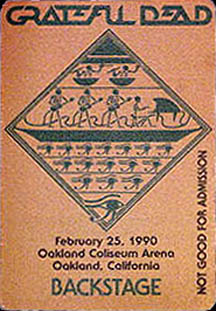 GRATEFUL DEAD
February 25, 1990
Oakland Coliseum Arena
Oakland, California
BACKSTAGE
NOT GOOD FOR ADMISSION